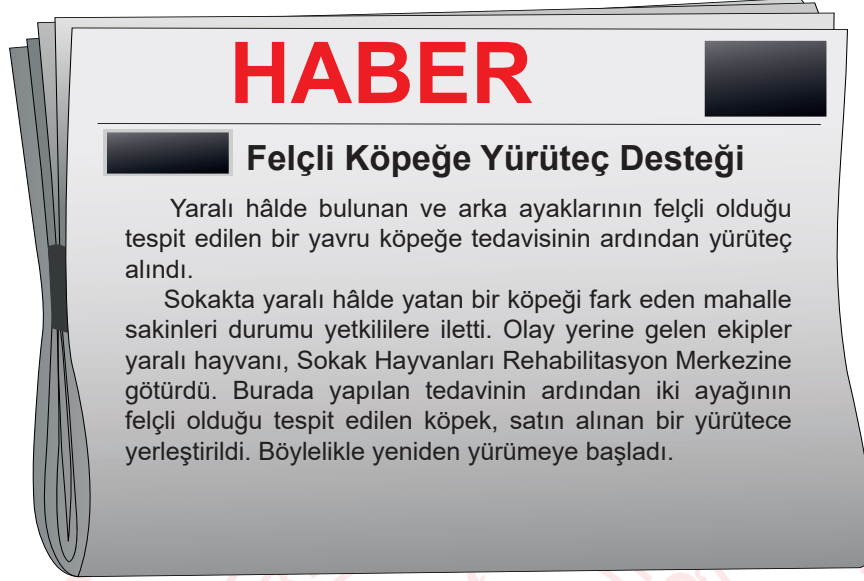 HABER
Felçli Köpeğe Yürüteç Desteği
Yaralı hâlde bulunan ve arka ayaklarının felçli olduğu
tespit edilen bir yavru köpeğe tedavisinin ardından yürüteç
alındı.
Sokakta yaralı hâlde yatan bir köpeği fark eden mahalle
sakinleri durumu yetkililere iletti. Olay yerine gelen ekipler
yaralı hayvanı, Sokak Hayvanları Rehabilitasyon Merkezine
götürdü. Burada yapılan tedavinin ardından iki ayağının
felçli olduğu tespit edilen köpek, satın alınan bir yürütece
yerleştirildi. Böylelikle yeniden yürümeye başladı.